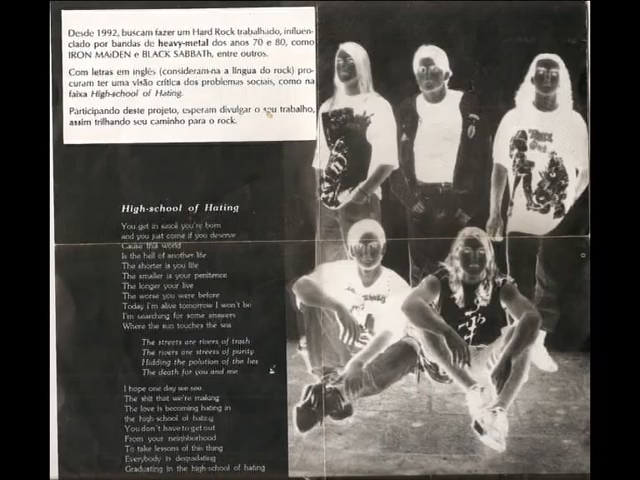 Desde 1992, buscam fazer um Hard Rock trabalhado, influen-
ciado por bandas de heavy-metal dos anos 70 e 80, como
IRON MAiDEN e BLACK SABBATh, entre outros.
Com letras em inglês (consideram-na a língua do rock) pro-
curam ter uma visão crítica dos problemas sociais, como na
faixa High-school of Hating.
Participando deste projeto, esperam divulgar o seu trabalho,
assim trilhando seu caminho para o rock.
High-school of Hating
You get in since you're born
and you just come if you deserve
Cause this world
Is the hell of another life
The shorter is you life
The smaller is your penitence
The longer your live
The worse you were before
Today I'm alive tomorrow I won't be
I'm searching for some answers
Where the sun touches the sea
The streets are rivers of trash
The rivers are streess of purity
Hidding the polution of the lies
The death for you and me
I hope one day we see
The shit that we're making
The love is becoming hating in
the high-school of hating
You don't have to get out
From your neighborhood
To take lessons of this thing
Everybody is degradating
Graduating in the high-school of hating